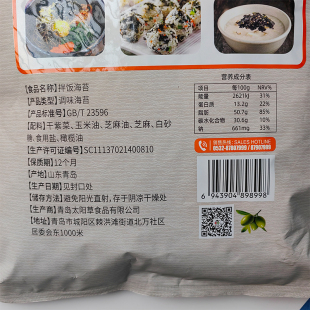 营养成分表
项目 每100g NRV%
能量 2621kJ 31%
蛋白质 13.2g 22%
脂肪 50.7g 85%
碳水化合物 30.6g 10%
钠 661mg 33%
SALES HOTLINE
6 943904 898998
[食品名称]拌饭海苔
[产品类型]调味海苔
[产品标准号]GB/T 23596
[配料]干紫菜、玉米油、芝麻油、芝麻、白砂
糖、食用盐、橄榄油
[生产许可证编号]SC11137021400810
[保质期]12个月
[产地]山东青岛
[生产日期]见封口处
[储存方法]避免阳光直射,存于阴凉干燥处
[生产商]青岛太阳草食品有限公司
[地址]青岛市城阳区棘洪滩街道北万社区
居委会东1000米